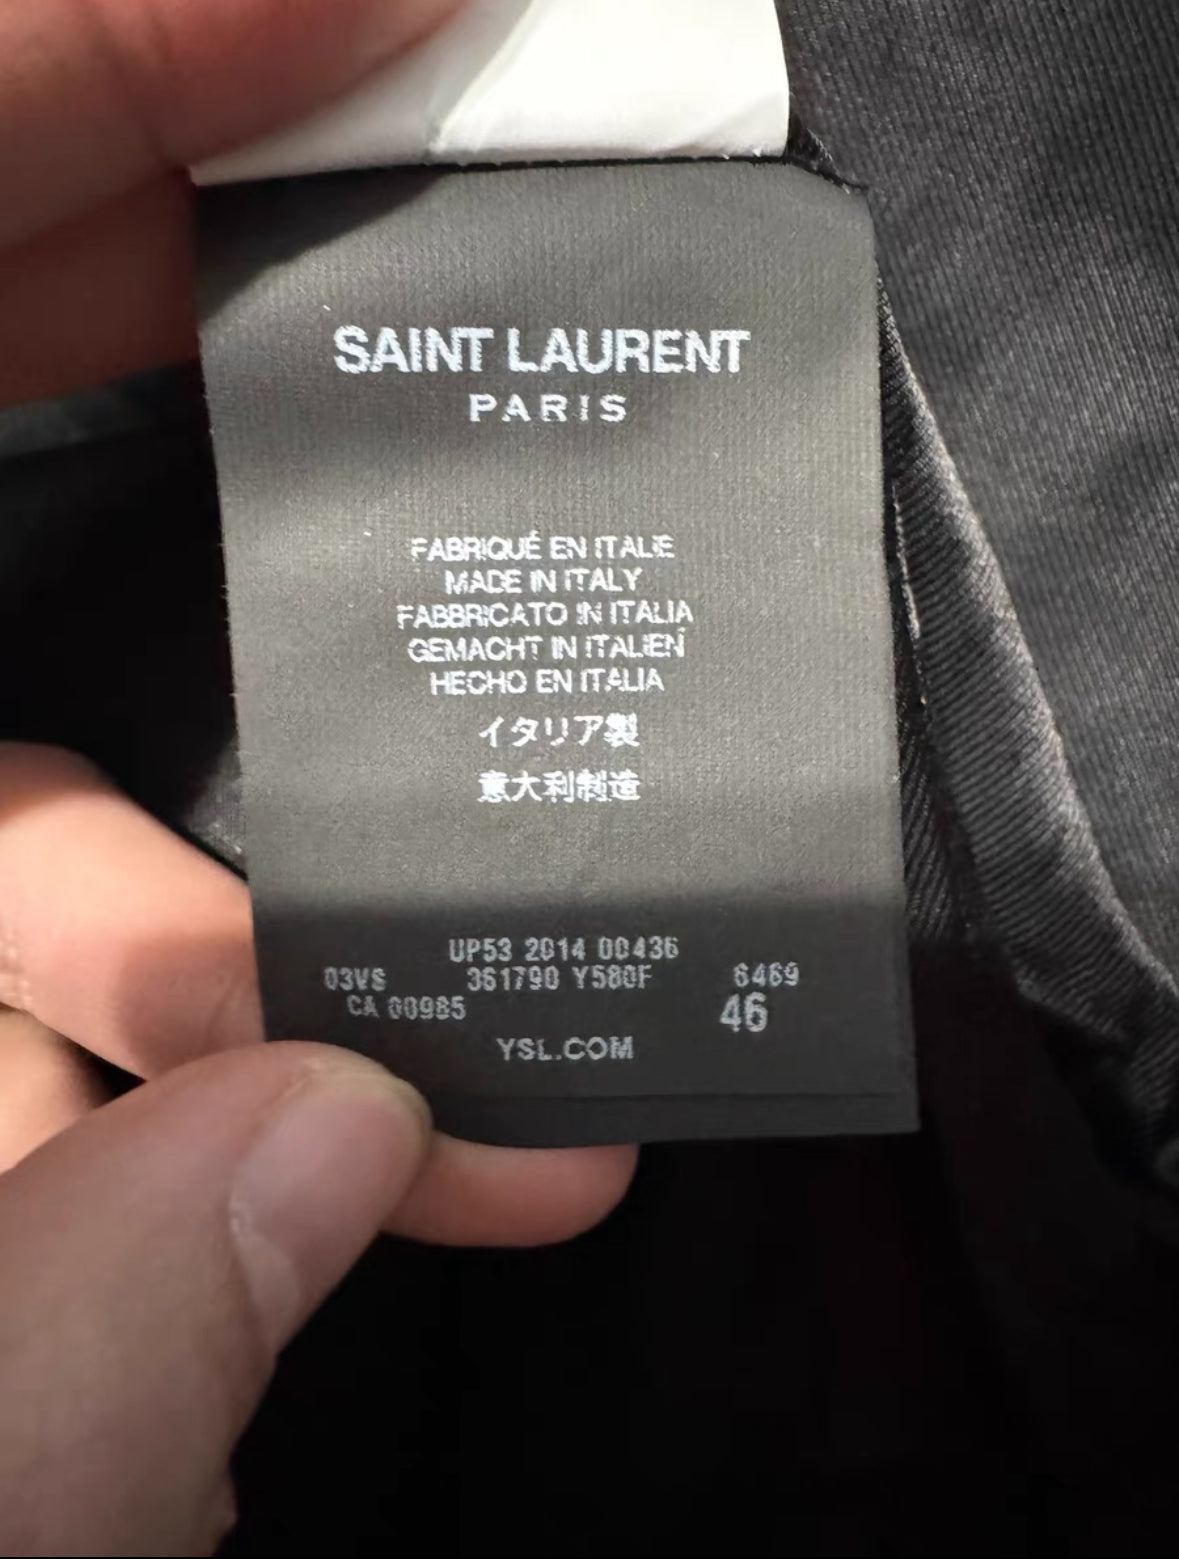 SAINT LAURENT
PARIS
FABRIQUÉ EN ITALIE
MADE IN ITALY
FABBRICATO IN ITALIA
GEMACHT IN ITALIEN
HECHO EN ITALIA
イタリア製
意大利制造
UP53 2014 00436
03VS 361790 Y580F 6469
CA 00985 46
YSL.COM